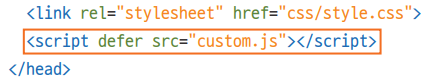 <link rel="stylesheet" href="css/style.css">
<script defer src="custom.js"></script>
</head>